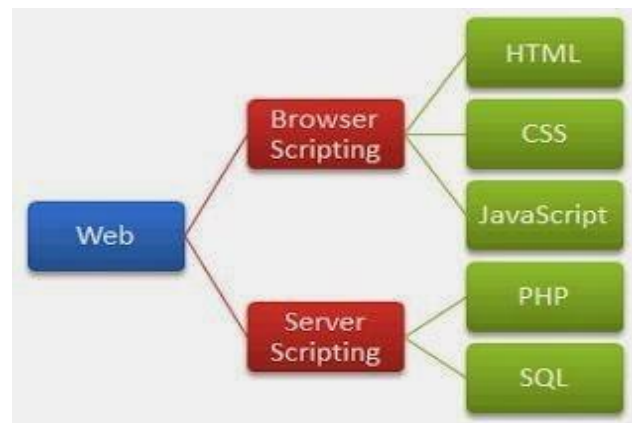 HTML
Browser
Scripting
CSS
JavaScript
Web
PHP
Server
Scripting
SQL